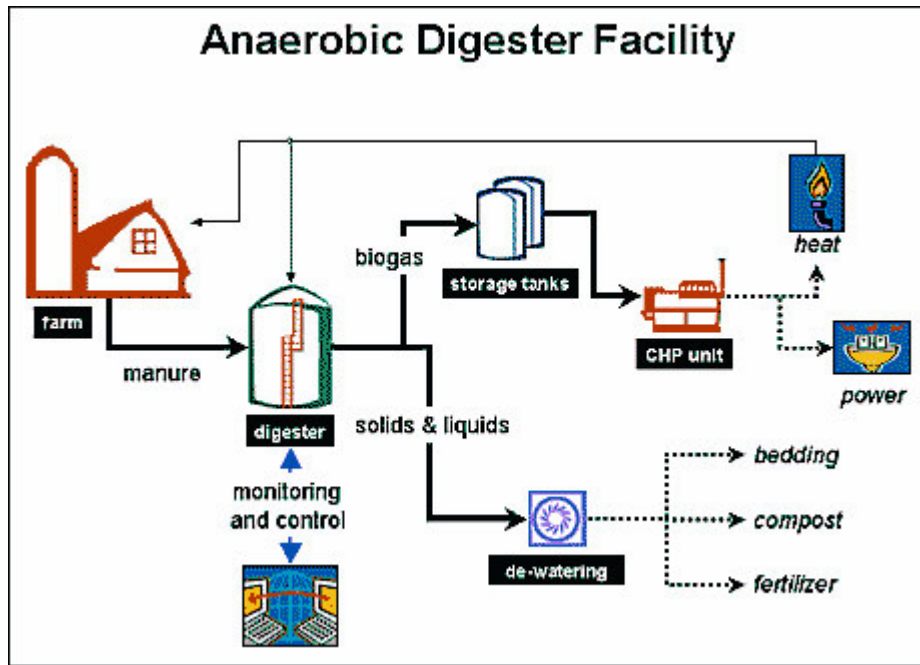 Anaerobic Digester Facility
heat
biogas
storage tanks
farm
CHP unit
manure
power
digester
solids & liquids
bedding
monitoring
and control
compost
de-watering
fertilizer